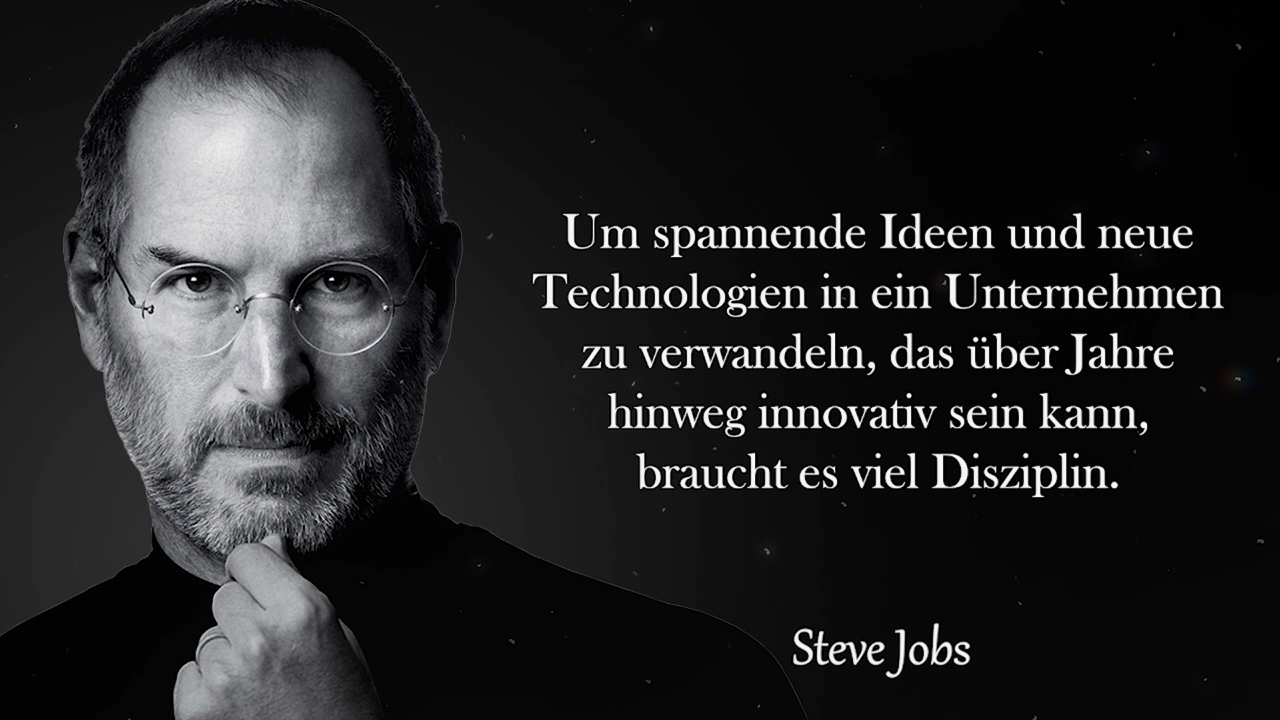 Um spannende Ideen und neue
Technologien in ein Unternehmen
zu verwandeln, das über Jahre
hinweg innovativ sein kann,
braucht es viel Disziplin.
Steve Jobs